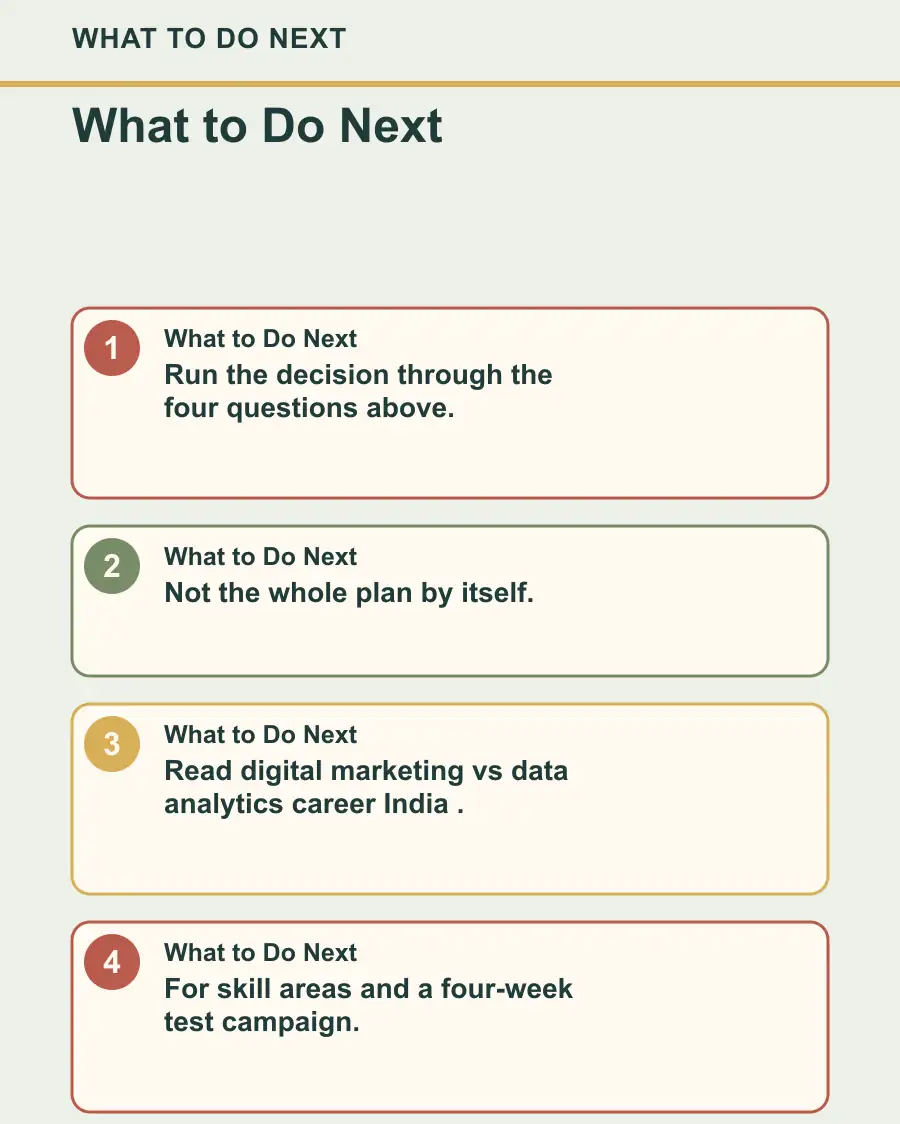 WHAT TO DO NEXT
What to Do Next
1
What to Do Next
Run the decision through the
four questions above.
2
What to Do Next
Not the whole plan by itself.
3
What to Do Next
Read digital marketing vs data
analytics career India .
4
What to Do Next
For skill areas and a four-week
test campaign.